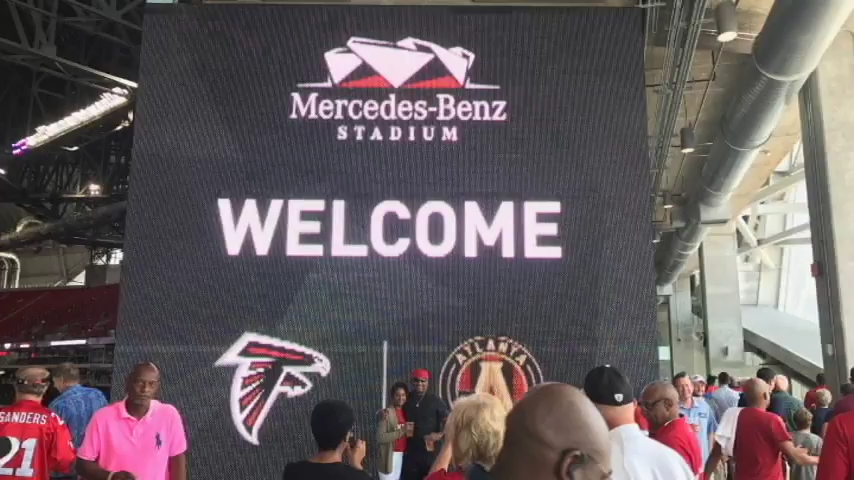 Mercedes-Benz
STADIUM
WELCOME
ATLANTA
SANDERS
21